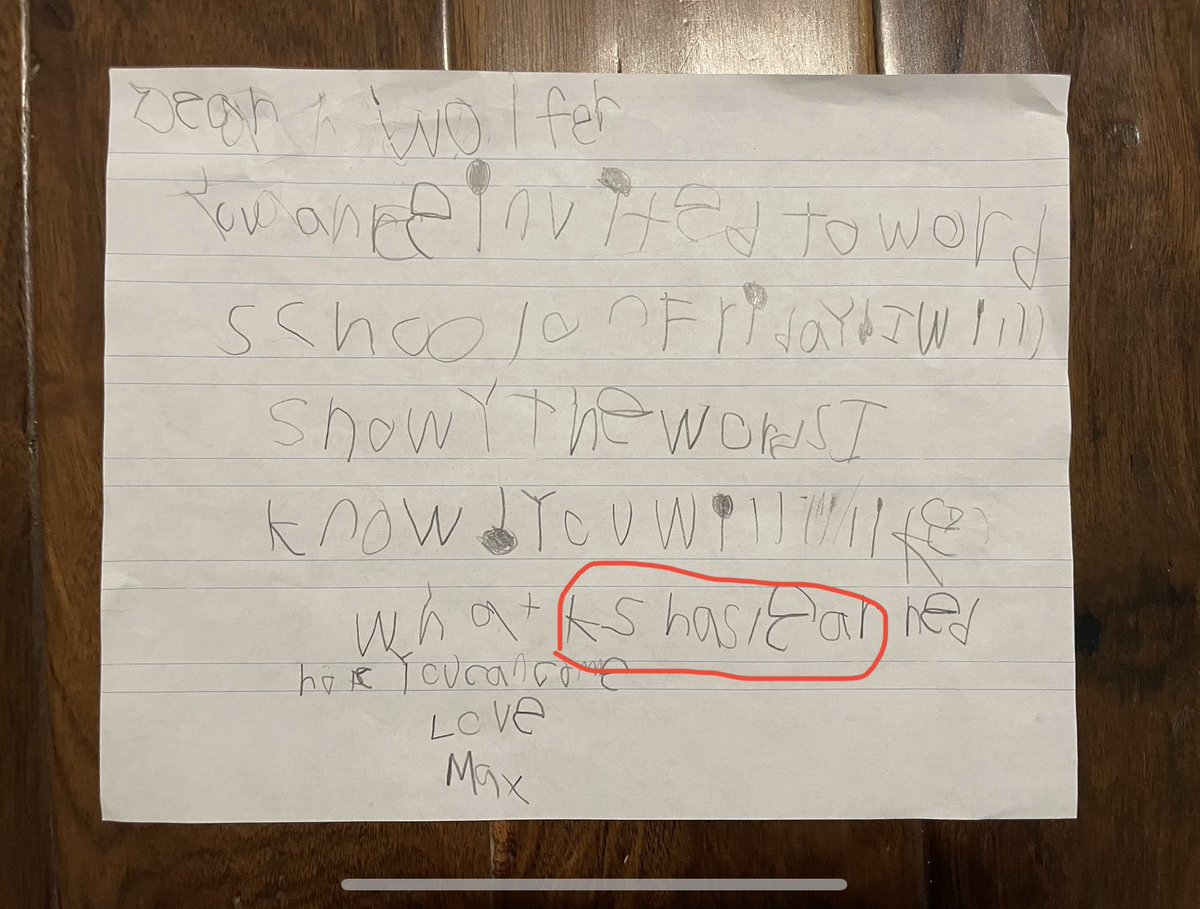 Dear Wolfer
You are invited to word
school on Friday. I will
show Y the words I
know. You will like
what KS has learned
hope You can come
Love
Max